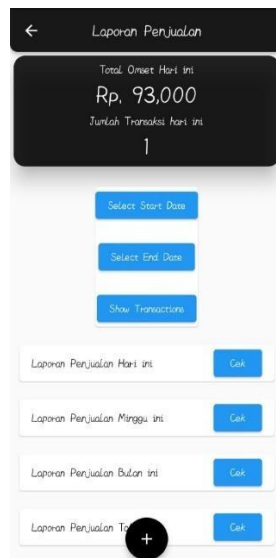 Laporan Penjualan
Total Omset Hari ini
Rp. 93,000
Jumlah Transaksi hari ini
1
Select Start Date
Select End Date
Show Transactions
Laporan Penjualan Hari ini
Cek
Laporan Penjualan Minggu ini
Cek
Laporan Penjualan Bulan ini
Cek
Laporan Penjualan
Cek